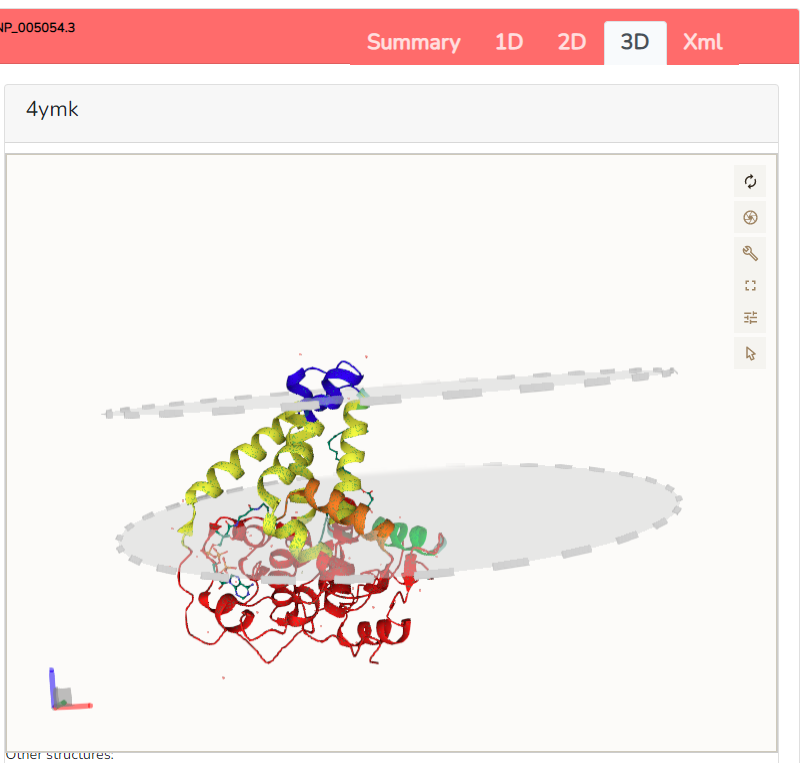 NP_005054.3
Summary 1D 2D 3D Xml
4ymk
Other structures: